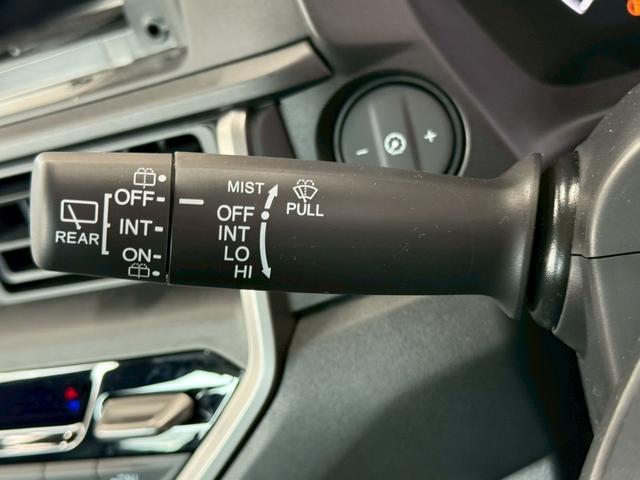 OFF
INT
ON
REAR
MIST
OFF
INT
LO
HI
PULL
- +